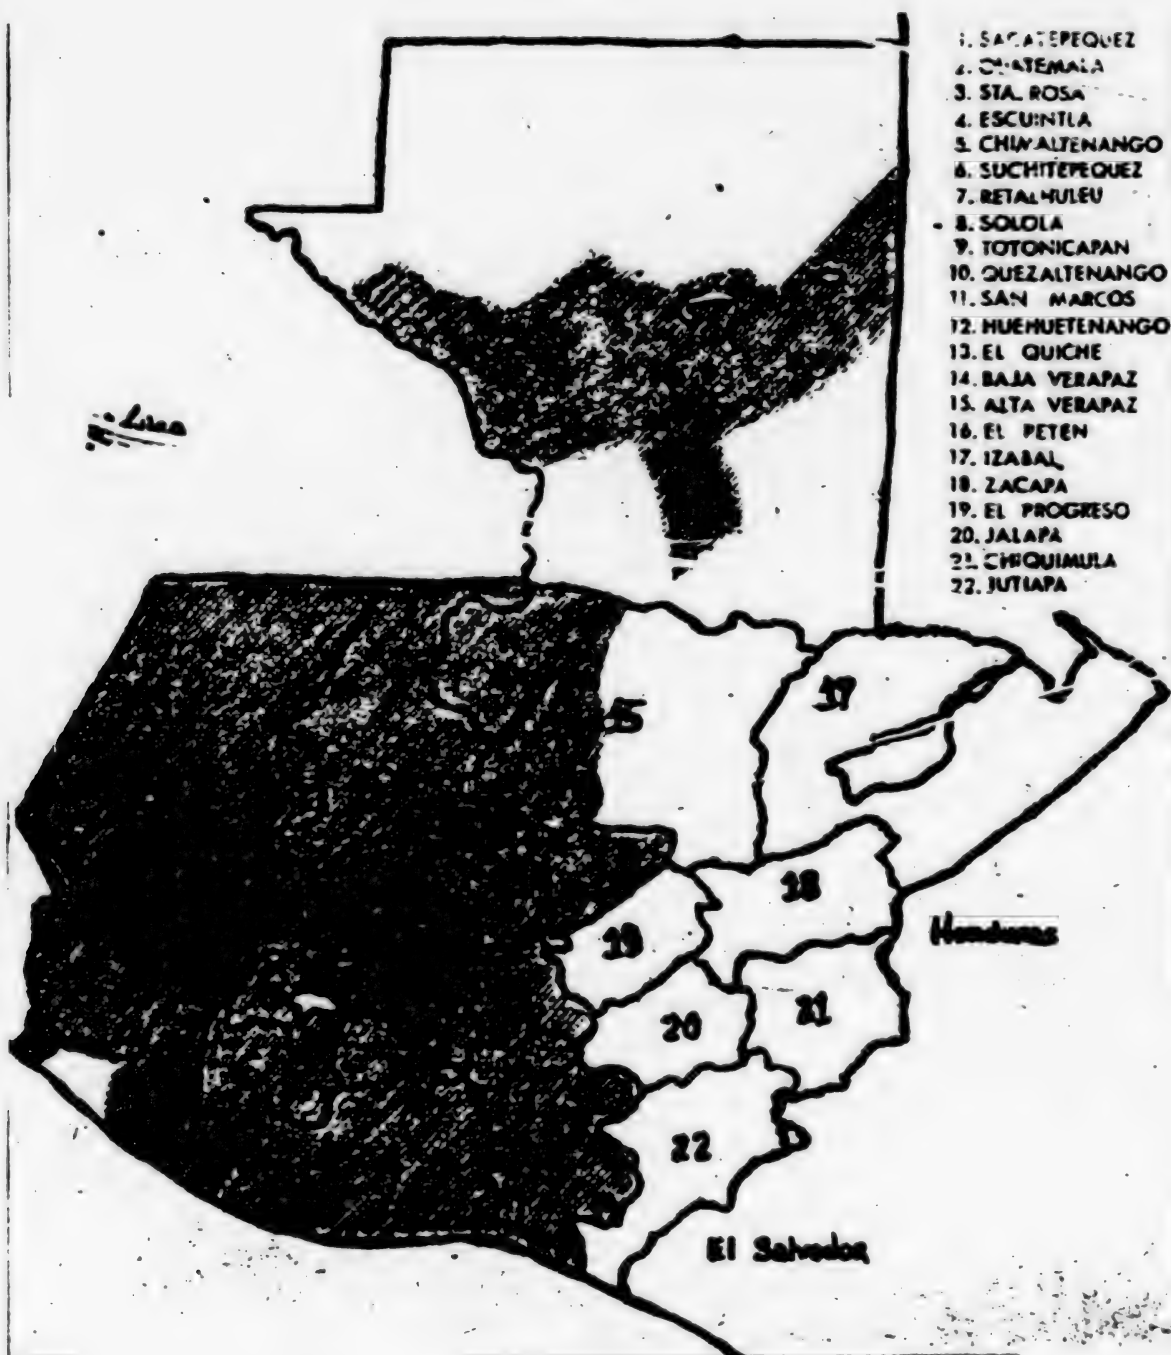 1. SACATEPEQUEZ
2. GUATEMALA
3. STA. ROSA
4. ESCUINTLA
5. CHIMALTENANGO
6. SUCHITEPEQUEZ
7. RETALHULEU
8. SOLOLA
9. TOTONICAPAN
10. QUEZALTENANGO
11. SAN MARCOS
12. HUEHUETENANGO
13. EL QUICHE
14. BAJA VERAPAZ
15. ALTA VERAPAZ
16. EL PETEN
17. IZABAL
18. ZACAPA
19. EL PROGRESO
20. JALAPA
21. CHIQUIMULA
22. JUTIAPA
15
17
18
19
Honduras
20
21
22
El Salvador